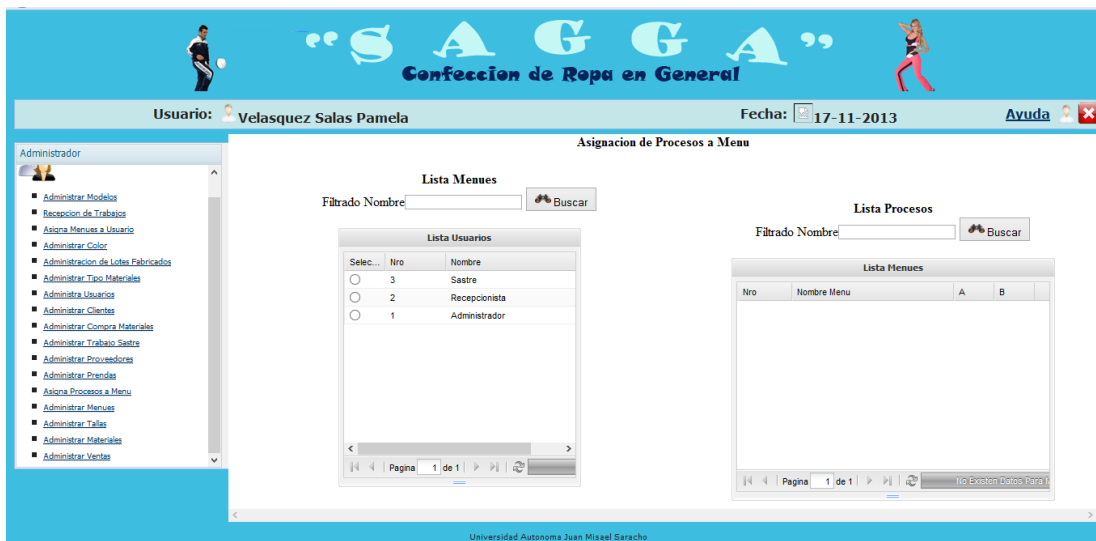 “S A G G A”
Confeccion de Ropa en General
Usuario: Velasquez Salas Pamela
Fecha: 17-11-2013
Ayuda
Administrador
Administrar Modelos
Recepcion de Trabajos
Asigna Menues a Usuario
Administrar Color
Administracion de Lotes Fabricados
Administrar Tipo Materiales
Administra Usuarios
Administrar Clientes
Administrar Compra Materiales
Administrar Trabajo Sastre
Administrar Proveedores
Administrar Prendas
Asigna Procesos a Menu
Administrar Menues
Administrar Tallas
Administrar Materiales
Administrar Ventas
Asignacion de Procesos a Menu
Lista Menues
Filtrado Nombre Buscar
Lista Usuarios
Selec... Nro Nombre
3 Sastre
2 Recepcionista
1 Administrador
Pagina 1 de 1
Lista Procesos
Filtrado Nombre Buscar
Lista Menues
Nro Nombre Menu A B
Pagina 1 de 1 No Existen Datos Para
Universidad Autonoma Juan Misael Saracho